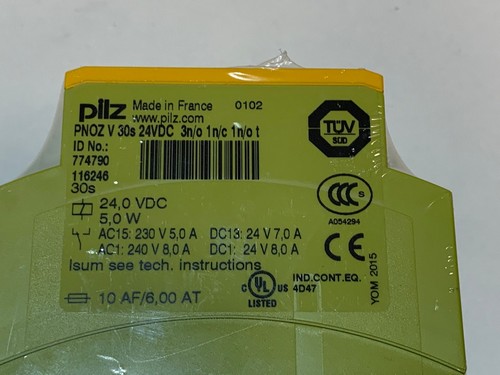 pilz Made in France 0102
www.pilz.com
PNOZ V 30s 24VDC 3n/o 1n/c 1n/o t
ID No.:
774790
116246
30s
TÜV
SÜD
24,0 VDC
5,0 W
CCC S
A054294
AC15: 230 V 5,0 A DC13: 24 V 7,0 A
AC1: 240 V 8,0 A DC1: 24 V 8,0 A
CE
Isum see tech. instructions
10 AF/6,00 AT
C UL US IND.CONT.EQ.
4D47
LISTED
YOM 2015